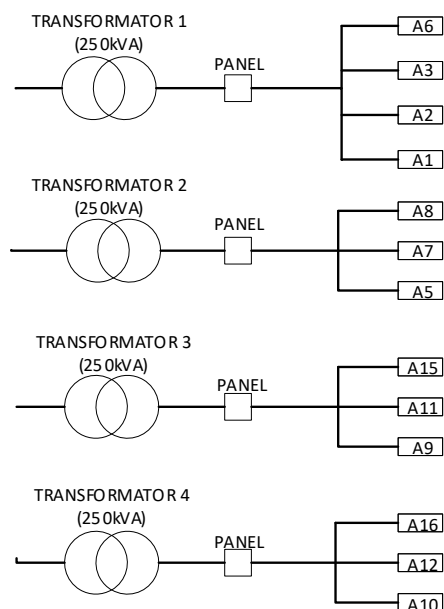 TRANSFORMATOR 1
(250kVA)
PANEL
A6
A3
A2
A1
TRANSFORMATOR 2
(250kVA)
PANEL
A8
A7
A5
TRANSFORMATOR 3
(250kVA)
PANEL
A15
A11
A9
TRANSFORMATOR 4
(250kVA)
PANEL
A16
A12
A10